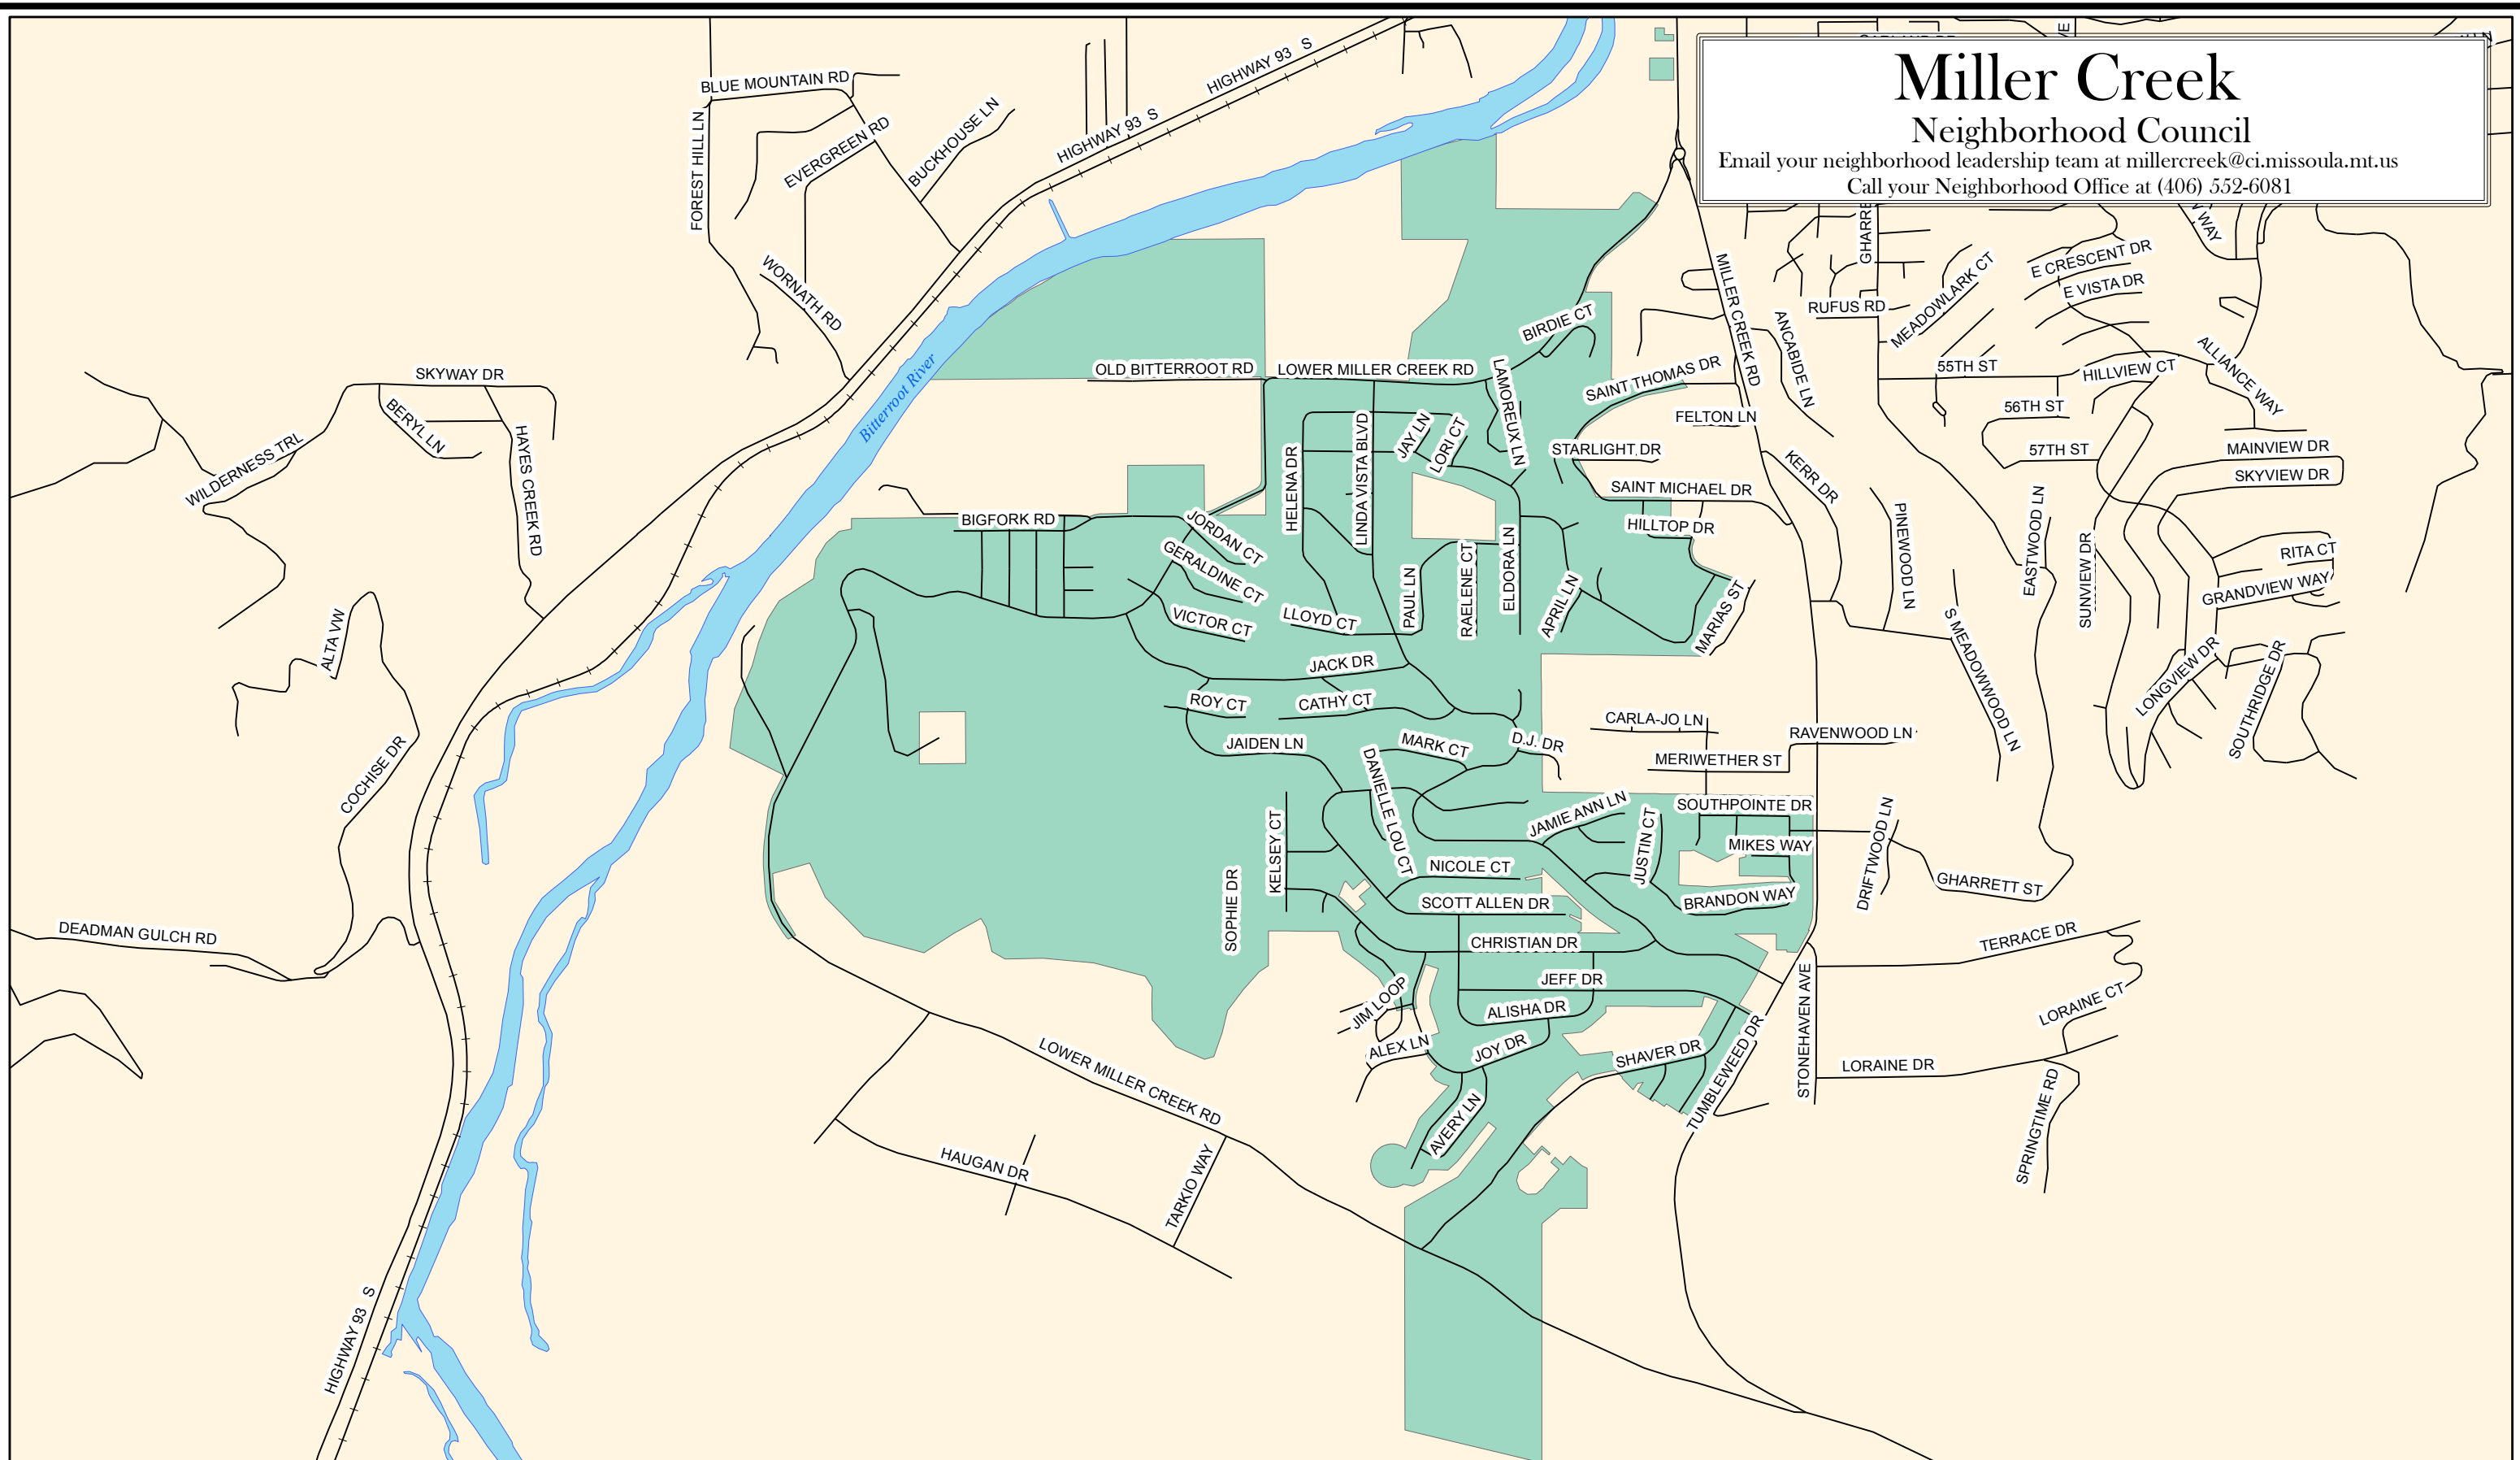 Miller Creek
Neighborhood Council
Email your neighborhood leadership team at millercreek@ci.missoula.mt.us
Call your Neighborhood Office at (406) 552-6081
HIGHWAY 93 S
HIGHWAY 93 S
BLUE MOUNTAIN RD
FOREST HILL LN
EVERGREEN RD
BUCKHOUSE LN
WORNATH RD
GHARRE
WAY
E CRESCENT DR
E VISTA DR
MEADOWLARK CT
RUFUS RD
MILLER CREEK RD
ANCABIDE LN
BIRDIE CT
SKYWAY DR
BERYL LN
HAYES CREEK RD
WILDERNESS TRL
Bitterroot River
OLD BITTERROOT RD
LOWER MILLER CREEK RD
LAMOREUX LN
SAINT THOMAS DR
55TH ST
HILLVIEW CT
ALLIANCE WAY
FELTON LN
56TH ST
57TH ST
MAINVIEW DR
SKYVIEW DR
HELENA DR
LINDA VISTA BLVD
JAY LN
LORI CT
STARLIGHT DR
KERR DR
SAINT MICHAEL DR
HILLTOP DR
PINEWOOD LN
EASTWOOD LN
SUNVIEW DR
RITA CT
GRANDVIEW WAY
BIGFORK RD
JORDAN CT
GERALDINE CT
VICTOR CT
LLOYD CT
PAUL LN
RAELENE CT
ELDORA LN
APRIL LN
MARIAS ST
S MEADOWWOOD LN
LONGVIEW DR
SOUTHRIDGE DR
ALTA VW
JACK DR
ROY CT
CATHY CT
CARLA-JO LN
RAVENWOOD LN
JAIDEN LN
MARK CT
D.J. DR
MERIWETHER ST
COCHISE DR
DANIELLE LOU CT
JAMIE ANN LN
SOUTHPOINTE DR
KELSEY CT
JUSTIN CT
MIKES WAY
DRIFTWOOD LN
NICOLE CT
GHARRETT ST
SOPHIE DR
SCOTT ALLEN DR
BRANDON WAY
DEADMAN GULCH RD
CHRISTIAN DR
TERRACE DR
JEFF DR
STONEHAVEN AVE
JIM LOOP
ALISHA DR
LORAINE CT
ALEX LN
JOY DR
SHAVER DR
TUMBLEWEED DR
LORAINE DR
LOWER MILLER CREEK RD
AVERY LN
SPRINGTIME RD
HAUGAN DR
TARKIO WAY
HIGHWAY 93 S